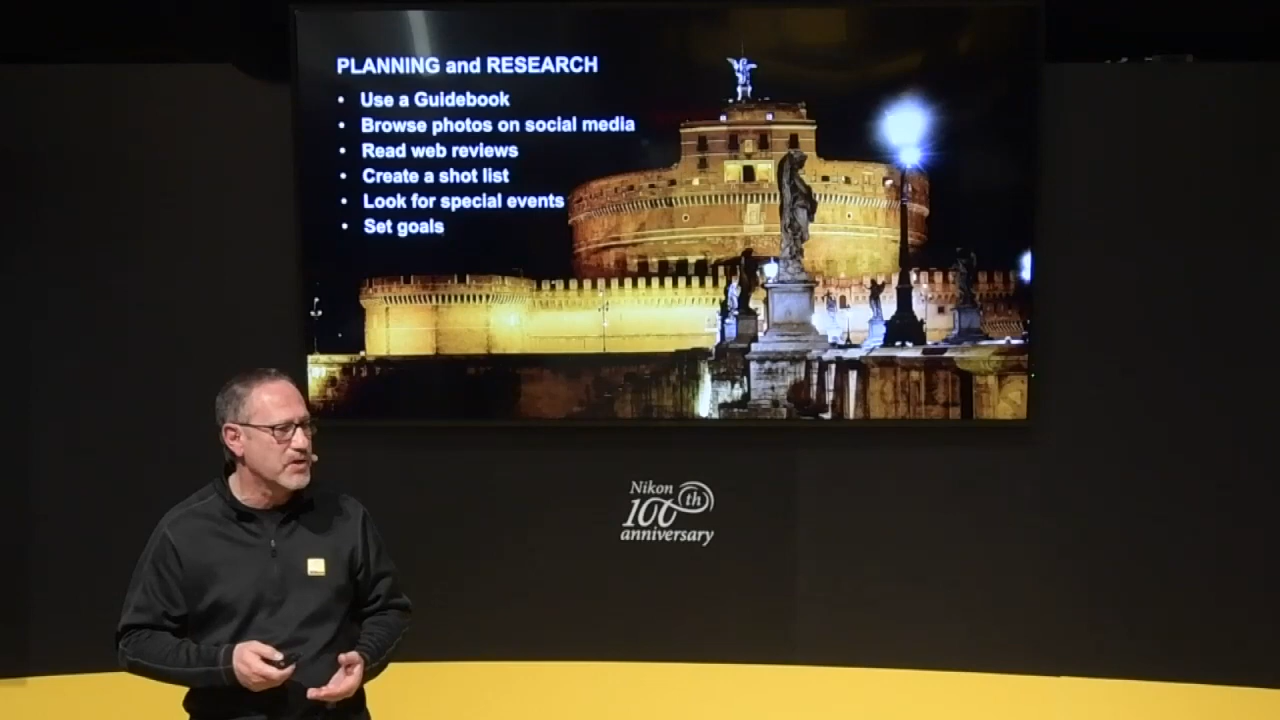 PLANNING and RESEARCH
• Use a Guidebook
• Browse photos on social media
• Read web reviews
• Create a shot list
• Look for special events
• Set goals
Nikon
100th
anniversary